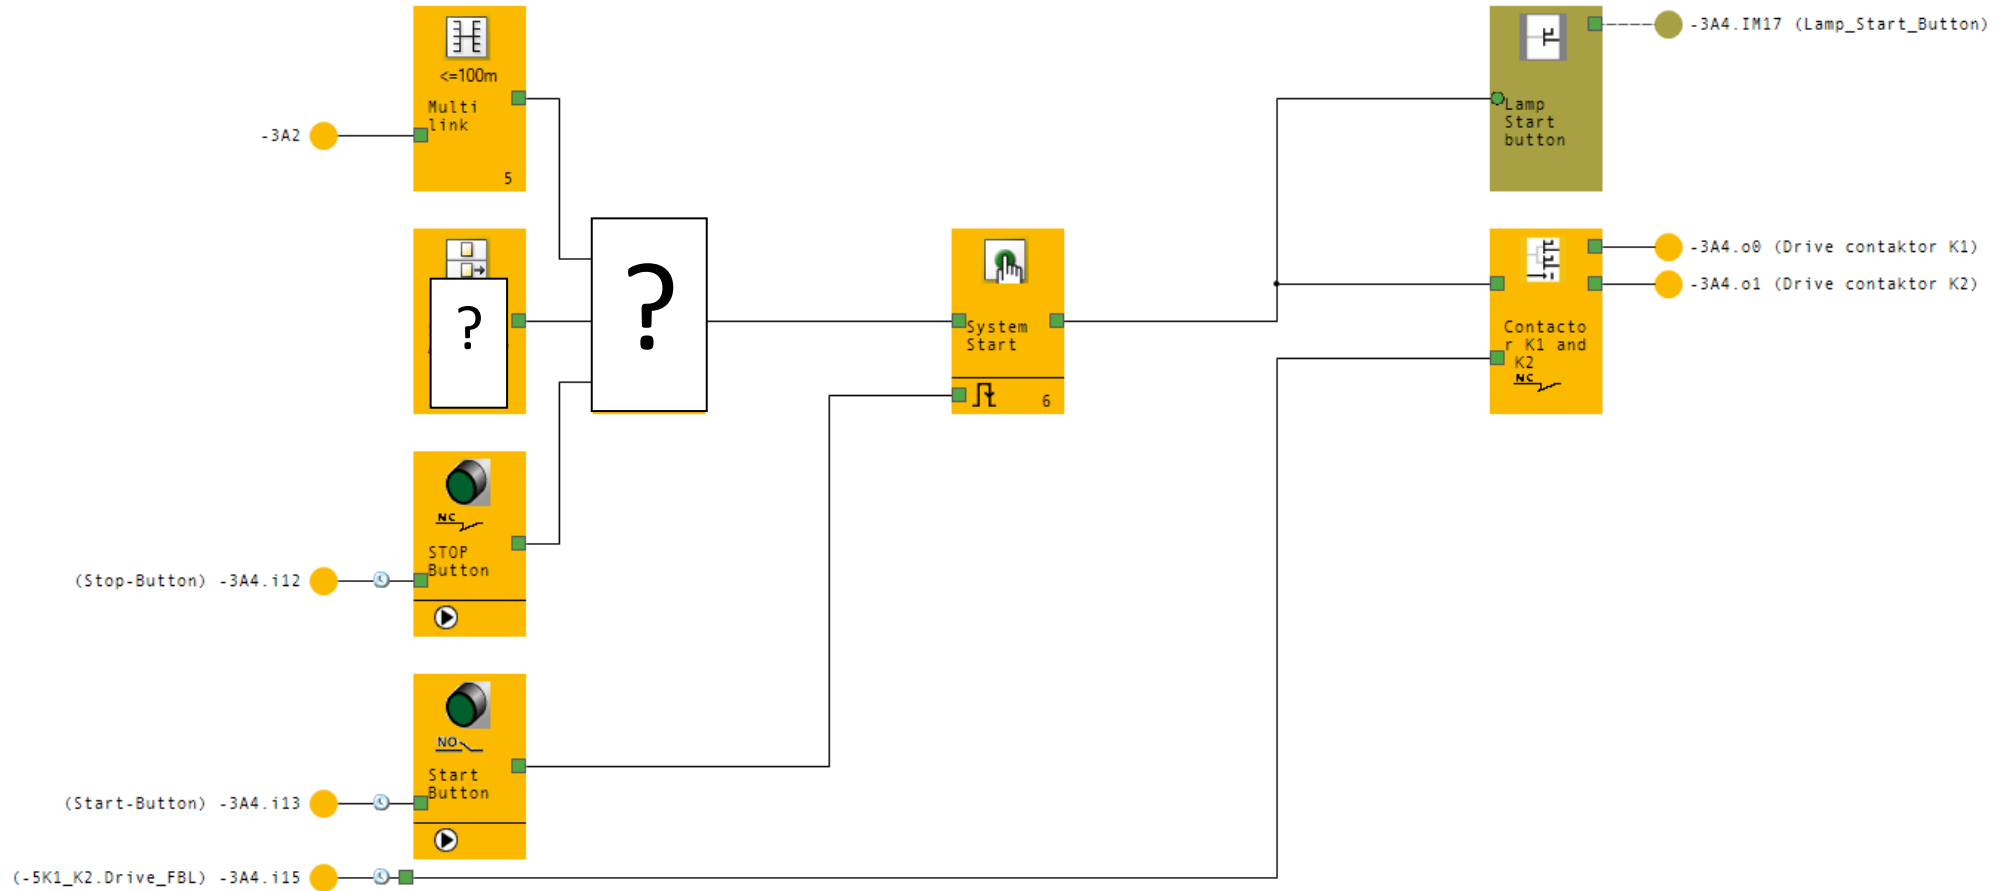 <=100m
Multi
link
-3A2
5
?
?
STOP
Button
NC
(Stop-Button) -3A4.i12
NO
Start
Button
(Start-Button) -3A4.i13
(-5K1_K2.Drive_FBL) -3A4.i15
System
Start
6
Lamp
Start
button
-3A4.IM17 (Lamp_Start_Button)
Contacto
r K1 and
K2
NC
-3A4.o0 (Drive contaktor K1)
-3A4.o1 (Drive contaktor K2)